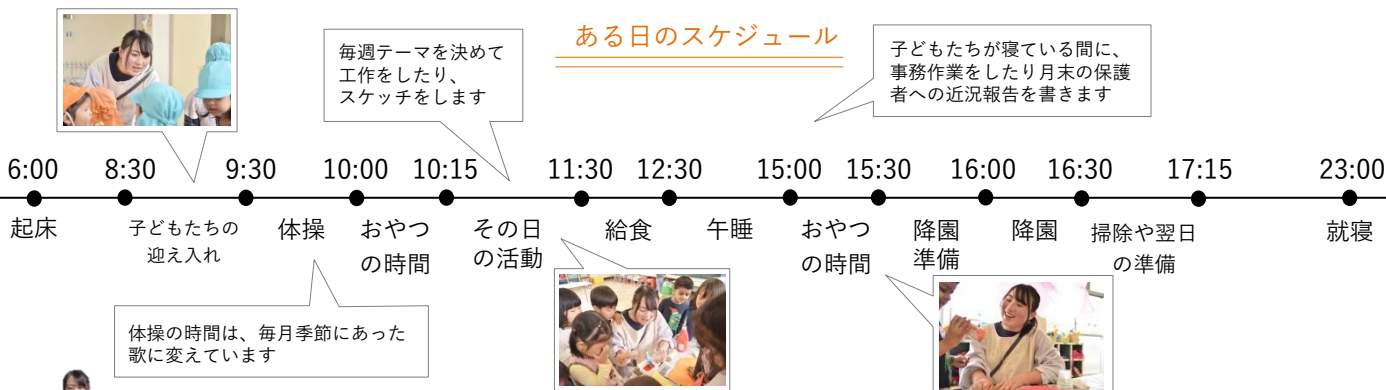 ある日のスケジュール
毎週テーマを決めて
工作をしたり、
スケッチをします
子どもたちが寝ている間に、
事務作業をしたり月末の保護
者への近況報告を書きます
6:00 8:30 9:30 10:00 10:15 11:30 12:30 15:00 15:30 16:00 16:30 17:15 23:00
起床
子どもたちの
迎え入れ
体操
おやつ
の時間
その日
の活動
給食
午睡
おやつ
の時間
降園
準備
降園
掃除や翌日
の準備
就寝
体操の時間は、毎月季節にあった
歌に変えています